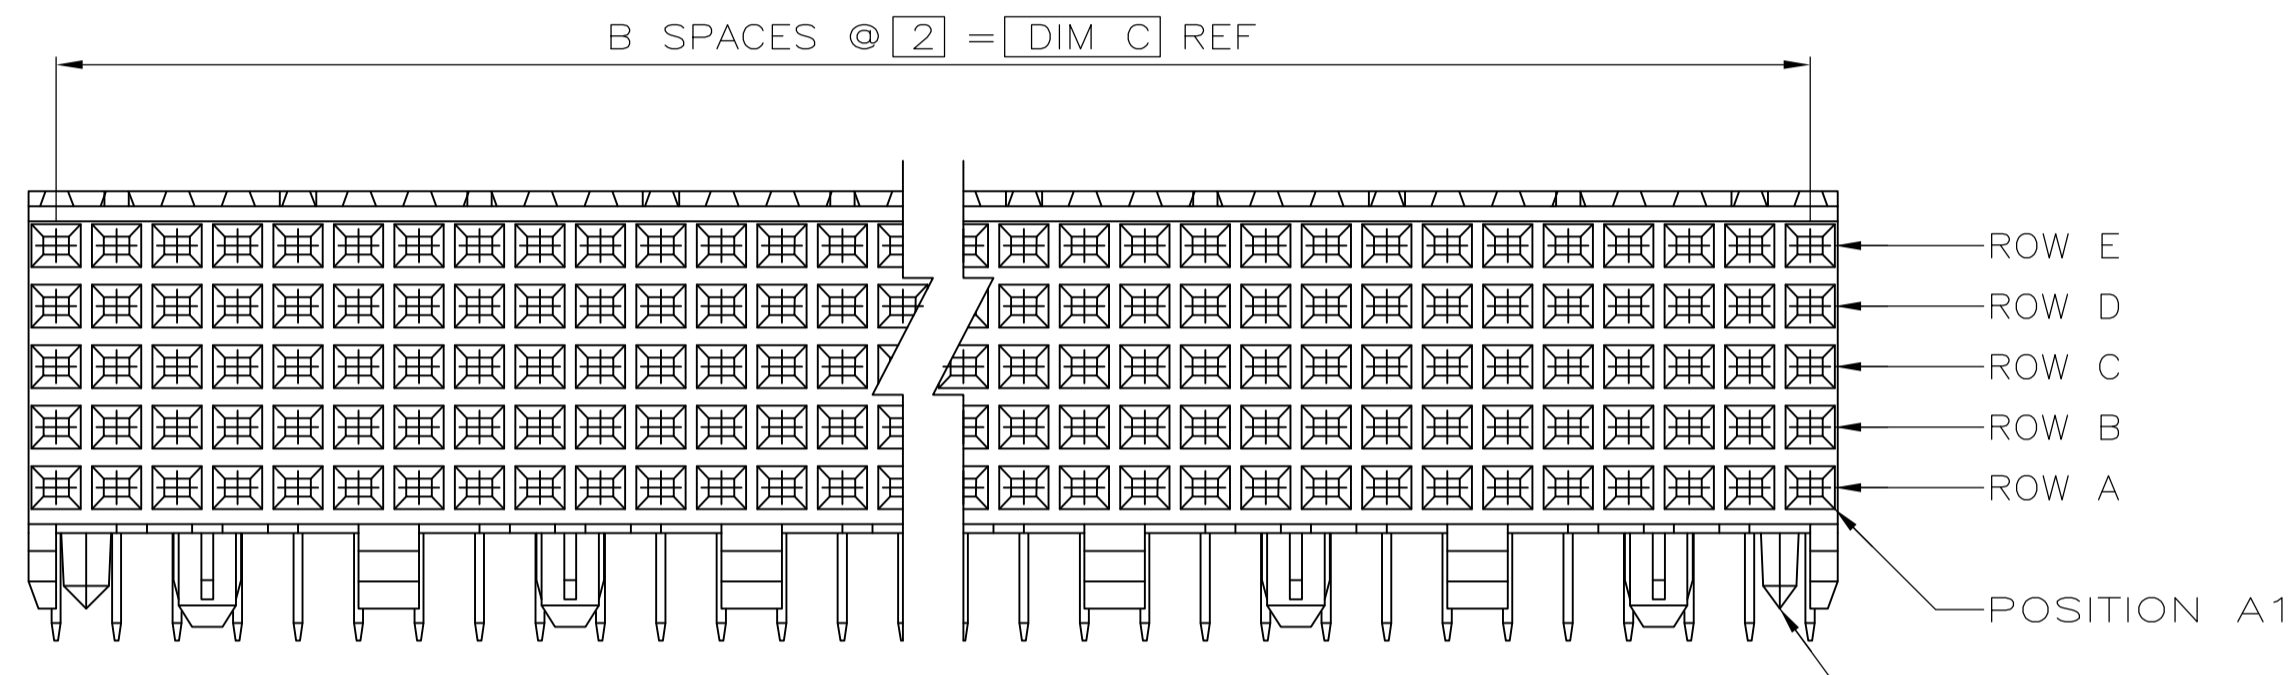 B SPACES @ 2 = DIM C REF
ROW E
ROW D
ROW C
ROW B
ROW A
POSITION A1